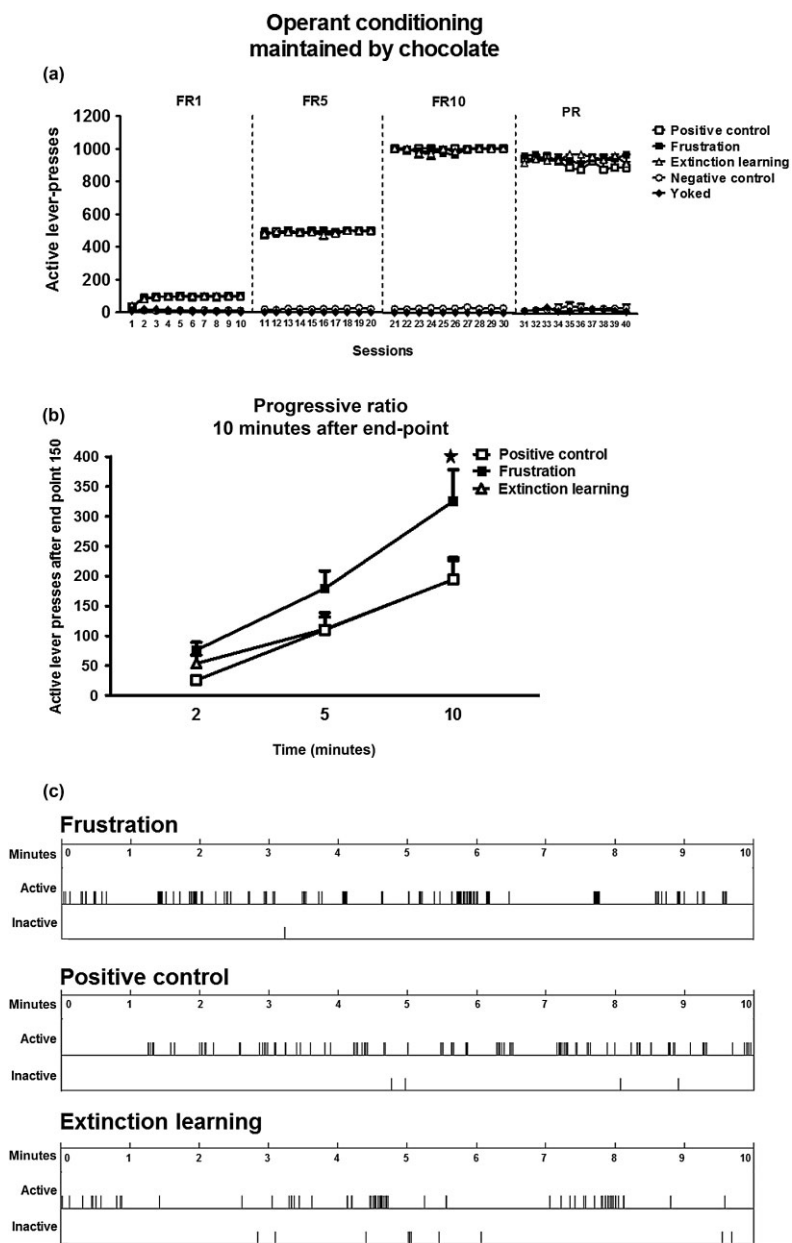 Operant conditioning
maintained by chocolate
(a)
FR1 FR5 FR10 PR
Active lever-presses
1200
1000
800
600
400
200
0
1 2 3 4 5 6 7 8 9 10 11 12 13 14 15 16 17 18 19 20 21 22 23 24 25 26 27 28 29 30 31 32 33 34 35 36 37 38 39 40
Sessions
Positive control
Frustration
Extinction learning
Negative control
Yoked
(b)
Progressive ratio
10 minutes after end-point
Active lever presses after end point 150
400
350
300
250
200
150
100
50
0
2 5 10
Time (minutes)
Positive control
Frustration
Extinction learning
(c)
Frustration
Minutes 0 1 2 3 4 5 6 7 8 9 10
Active
Inactive
Positive control
Minutes 0 1 2 3 4 5 6 7 8 9 10
Active
Inactive
Extinction learning
Minutes 0 1 2 3 4 5 6 7 8 9 10
Active
Inactive